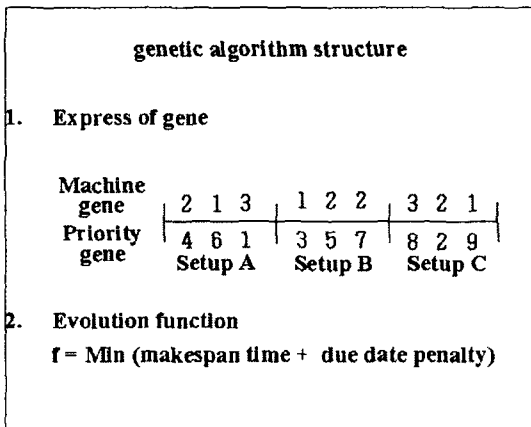 genetic algorithm structure
1. Express of gene
Machine gene 2 1 3 1 2 2 3 2 1
Priority gene 4 6 1 3 5 7 8 2 9
Setup A Setup B Setup C
2. Evolution function
f = Min (makespan time + due date penalty)